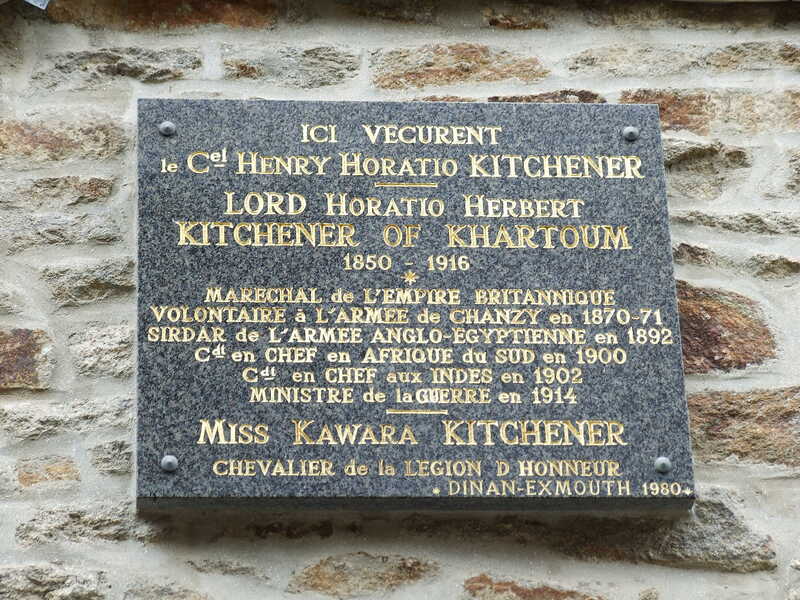 ICI VECURENT
le Cel HENRY HORATIO KITCHENER
LORD HORATIO HERBERT
KITCHENER OF KHARTOUM
1850 - 1916
*
MARECHAL de L'EMPIRE BRITANNIQUE
VOLONTAIRE à L'ARMÉE de CHANZY en 1870-71
SIRDAR de L'ARMEE ANGLO-EGYPTIENNE en 1892
Cdt en CHEF en AFRIQUE du SUD en 1900
Cdt en CHEF aux INDES en 1902
MINISTRE de la GUERRE en 1914
MISS KAWARA KITCHENER
CHEVALIER de la LEGION D HONNEUR
* DINAN-EXMOUTH 1980 *